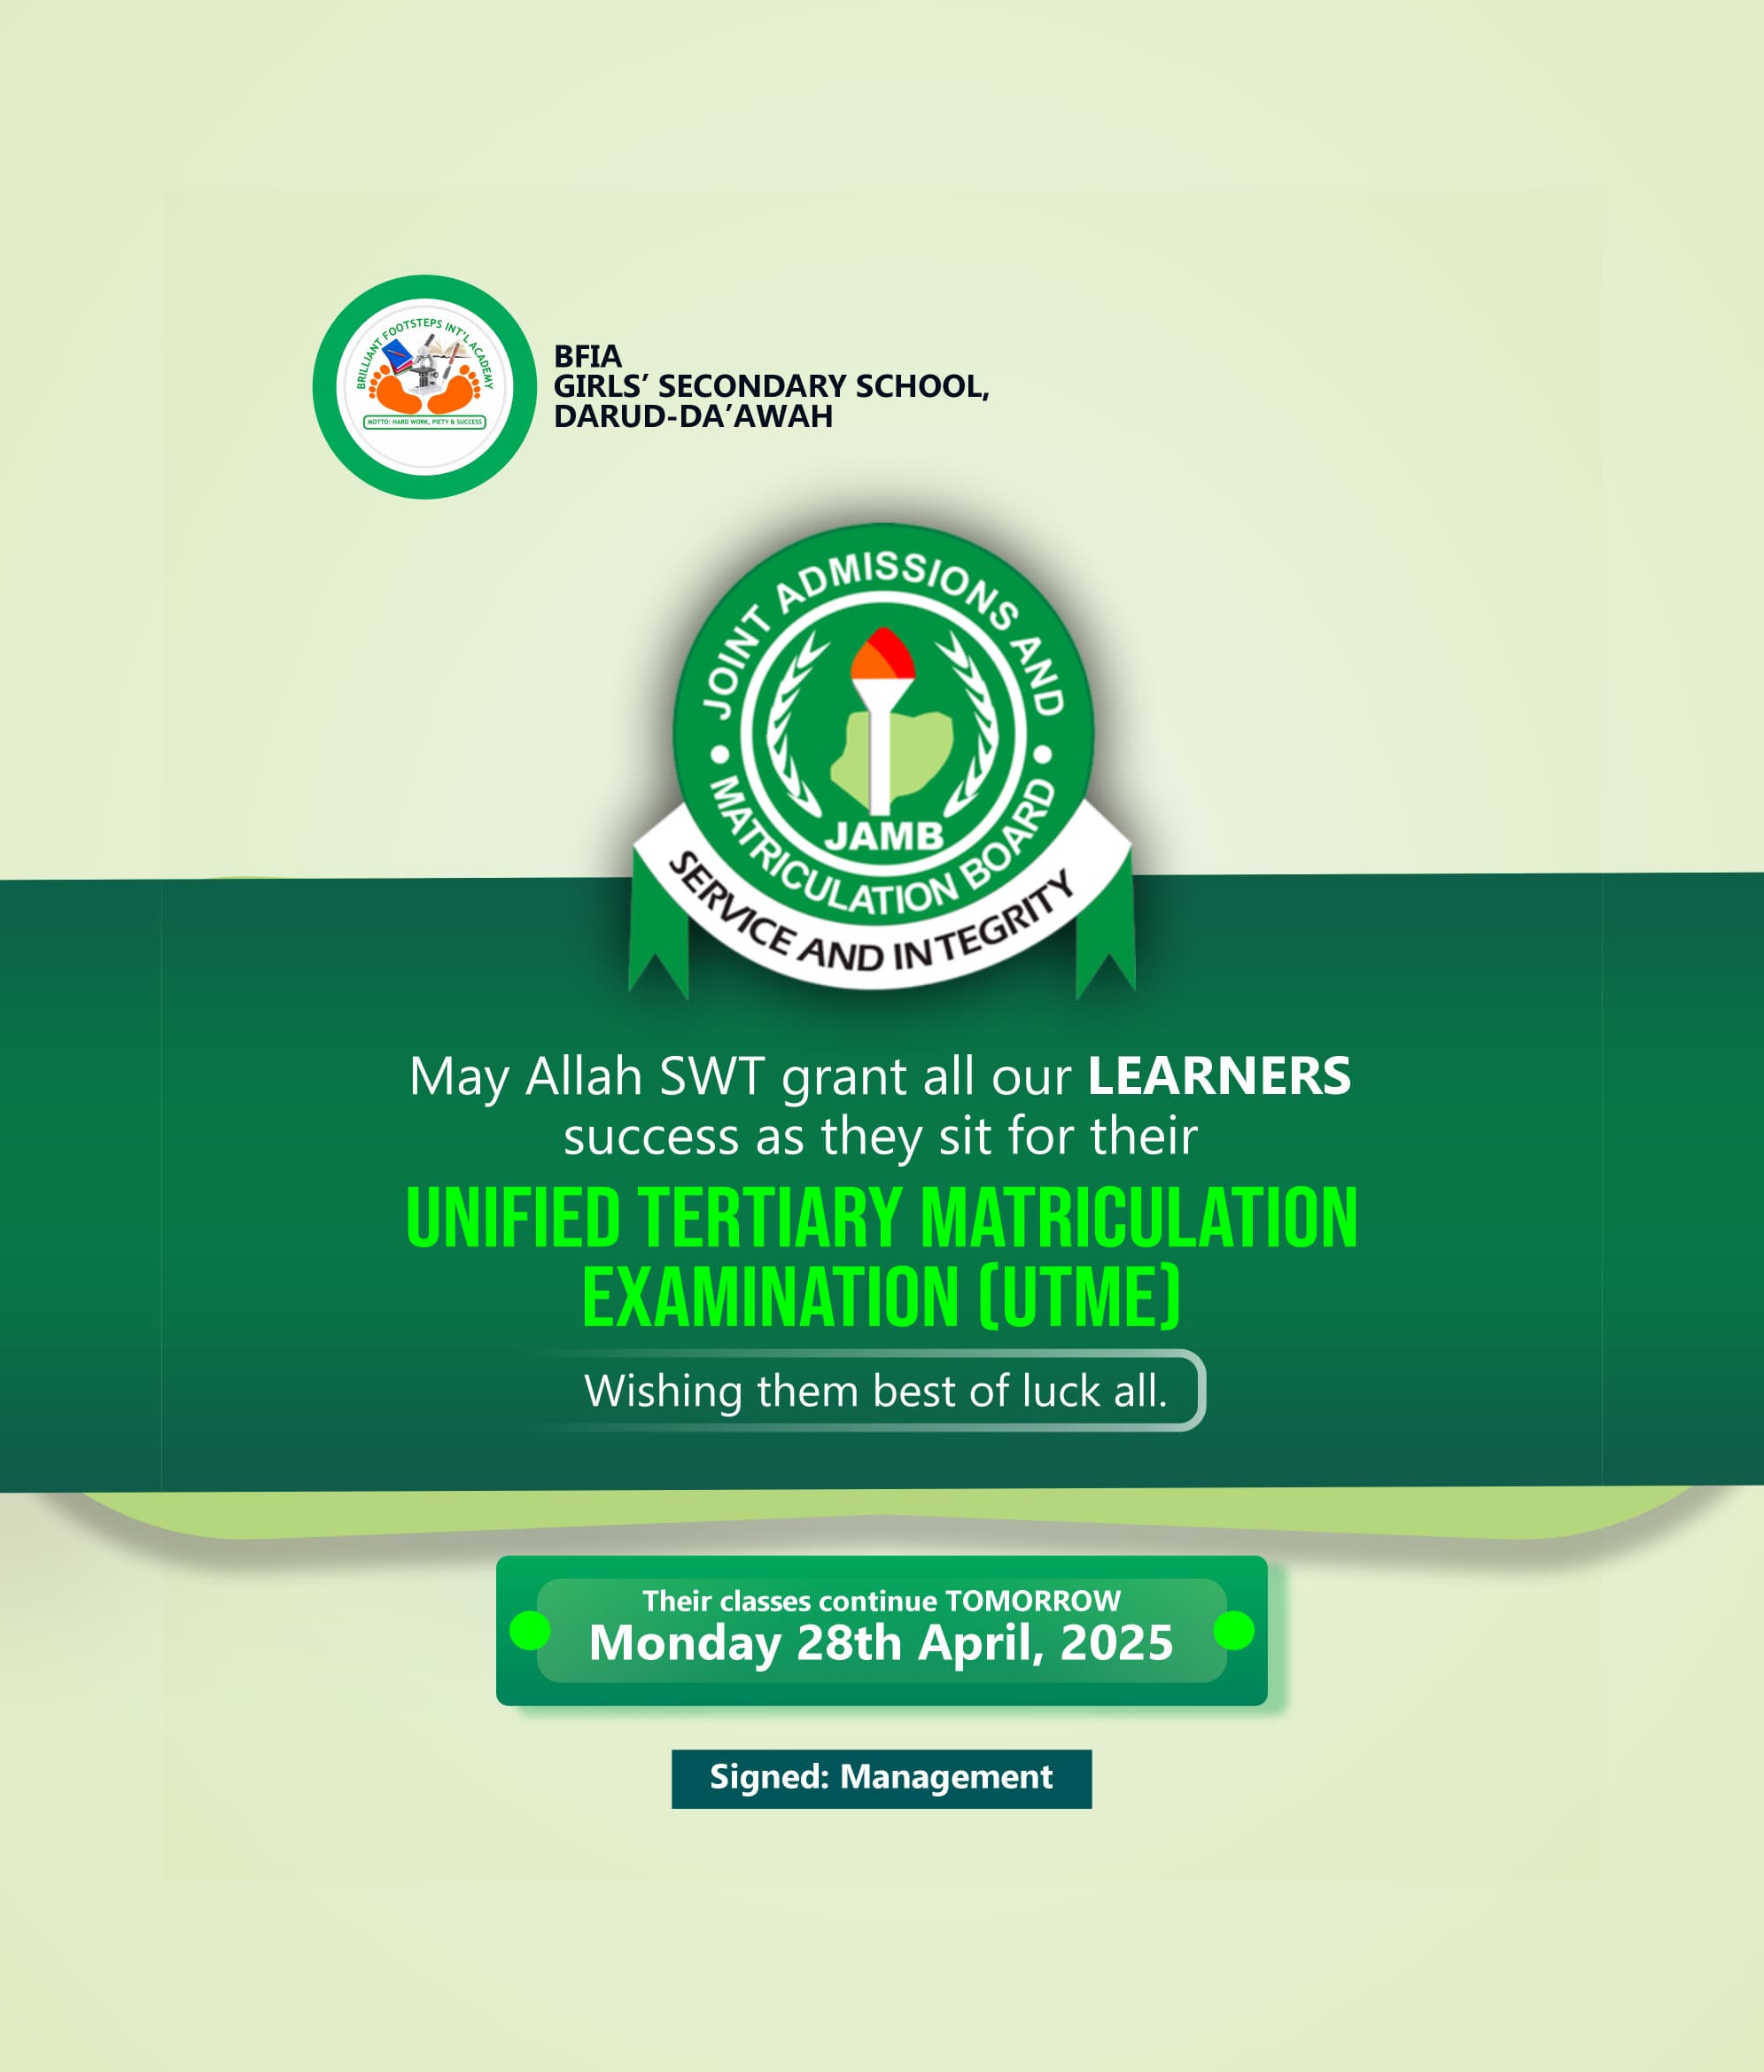 BRILLIANT FOOTSTEPS INT'L ACADEMY
MOTTO: HARD WORK, PIETY & SUCCESS
BFIA
GIRLS' SECONDARY SCHOOL,
DARUD-DA'AWAH
JOINT ADMISSIONS AND
MATRICULATION BOARD
JAMB
SERVICE AND INTEGRITY
May Allah SWT grant all our LEARNERS
success as they sit for their
UNIFIED TERTIARY MATRICULATION
EXAMINATION (UTME)
Wishing them best of luck all.
Their classes continue TOMORROW
Monday 28th April, 2025
Signed: Management